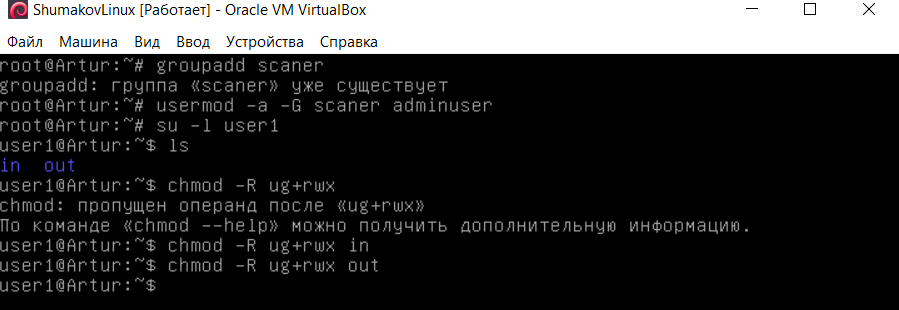 ShumakovLinux [Работает] - Oracle VM VirtualBox
Файл Машина Вид Ввод Устройства Справка
root@Artur:~# groupadd scaner
groupadd: группа «scaner» уже существует
root@Artur:~# usermod -a -G scaner adminuser
root@Artur:~# su -l user1
user1@Artur:~$ ls
in out
user1@Artur:~$ chmod -R ug+rwx
chmod: пропущен операнд после «ug+rwx»
По команде «chmod --help» можно получить дополнительную информацию.
user1@Artur:~$ chmod -R ug+rwx in
user1@Artur:~$ chmod -R ug+rwx out
user1@Artur:~$